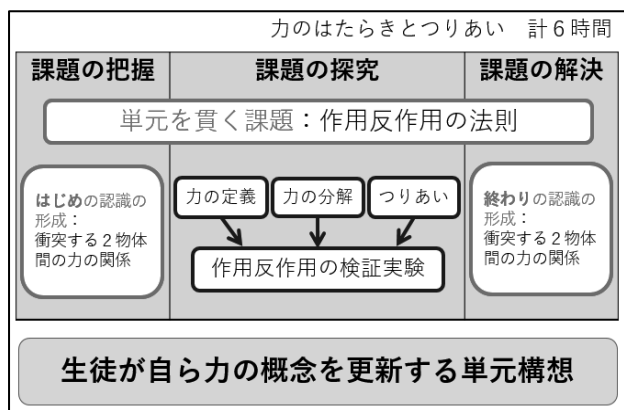 力のはたらきとつりあい 計６時間
課題の把握
課題の探究
課題の解決
単元を貫く課題：作用反作用の法則
はじめの認識の
形成：
衝突する２物体
間の力の関係
力の定義
力の分解
つりあい
作用反作用の検証実験
終わりの認識の
形成：
衝突する２物体
間の力の関係
生徒が自ら力の概念を更新する単元構想